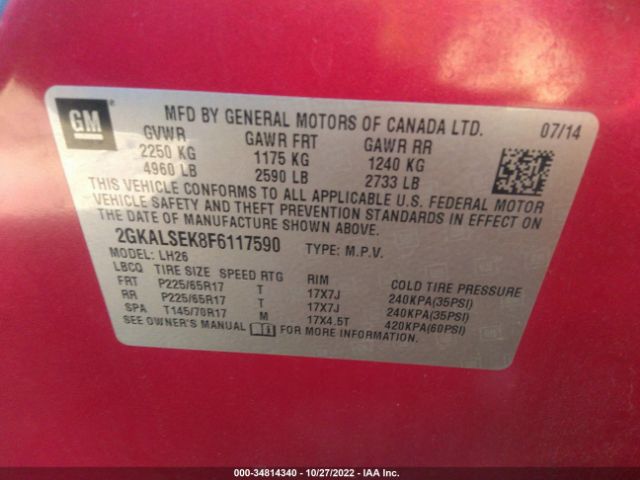 GM
MFD BY GENERAL MOTORS OF CANADA LTD. 07/14
GVWR GAWR FRT GAWR RR
2250 KG 1175 KG 1240 KG
4960 LB 2590 LB 2733 LB
THIS VEHICLE CONFORMS TO ALL APPLICABLE U.S. FEDERAL MOTOR
VEHICLE SAFETY AND THEFT PREVENTION STANDARDS IN EFFECT ON
THE DATE OF MANUFACTURE SHOWN ABOVE.
2GKALSEK8F6117590 TYPE: M.P.V.
MODEL: LH26
LBCQ TIRE SIZE SPEED RTG RIM COLD TIRE PRESSURE
FRT P225/65R17 T 17X7J 240KPA(35PSI)
RR P225/65R17 T 17X7J 240KPA(35PSI)
SPA T145/70R17 M 17X4.5T 420KPA(60PSI)
SEE OWNER'S MANUAL FOR MORE INFORMATION.
000-34814340 - 10/27/2022 - IAA Inc.